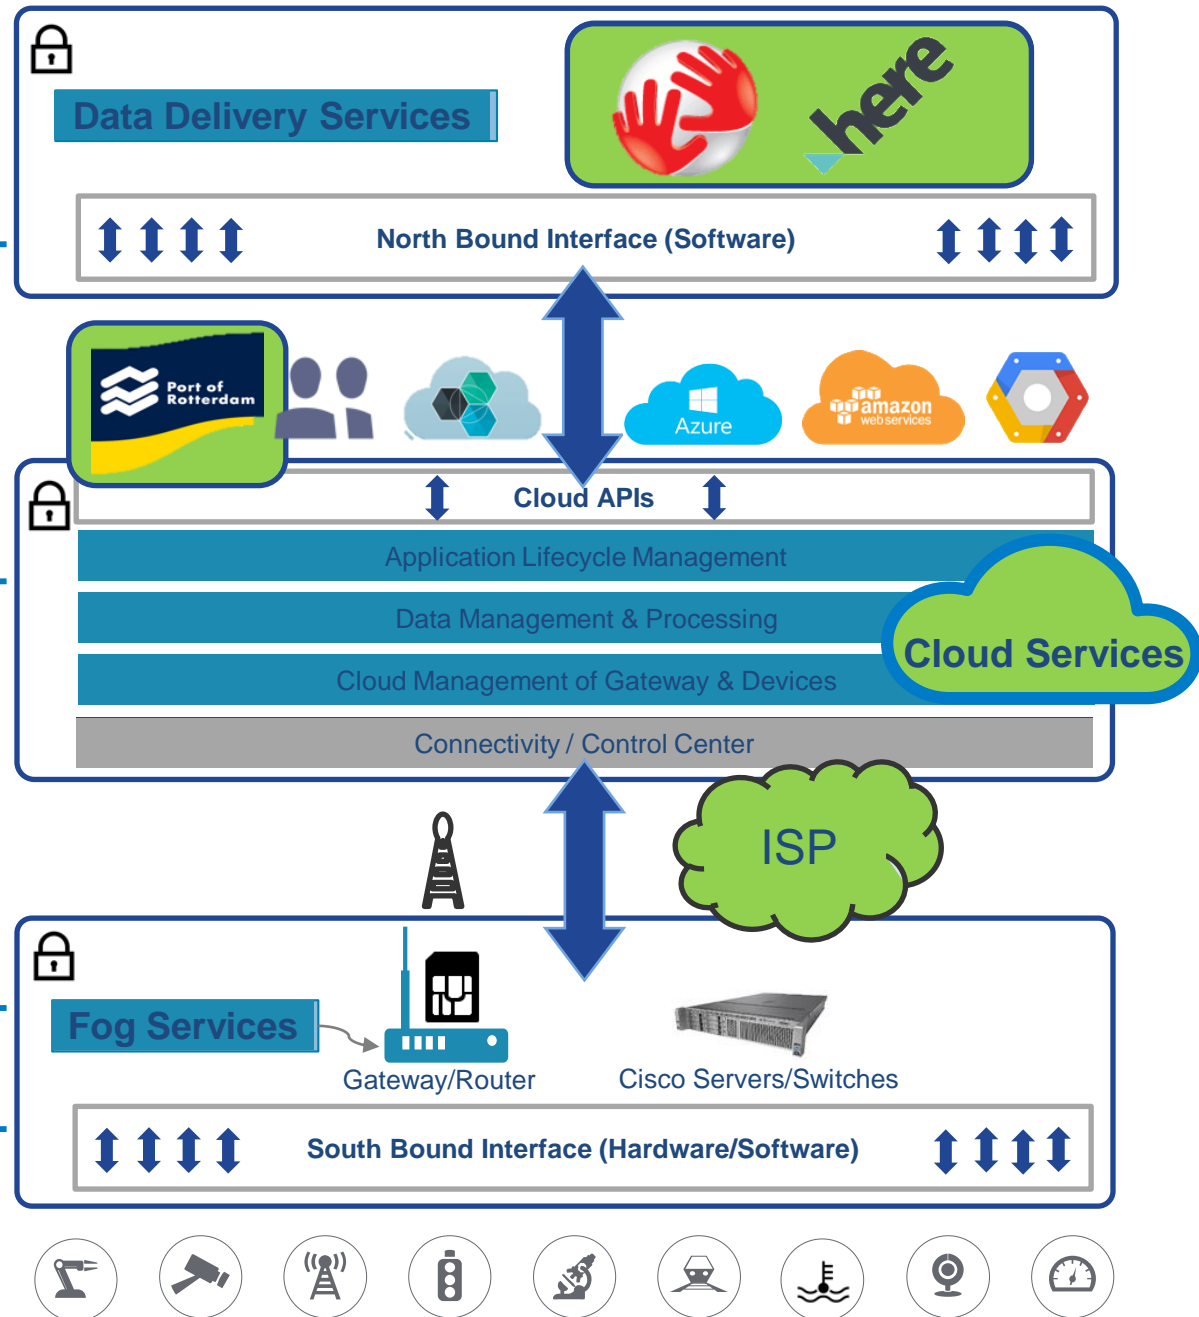 here
Data Delivery Services
North Bound Interface (Software)
Port of
Rotterdam
Azure
amazon
webservices
Cloud APIs
Application Lifecycle Management
Data Management & Processing
Cloud Services
Cloud Management of Gateway & Devices
Connectivity / Control Center
ISP
Fog Services
Gateway/Router
Cisco Servers/Switches
South Bound Interface (Hardware/Software)